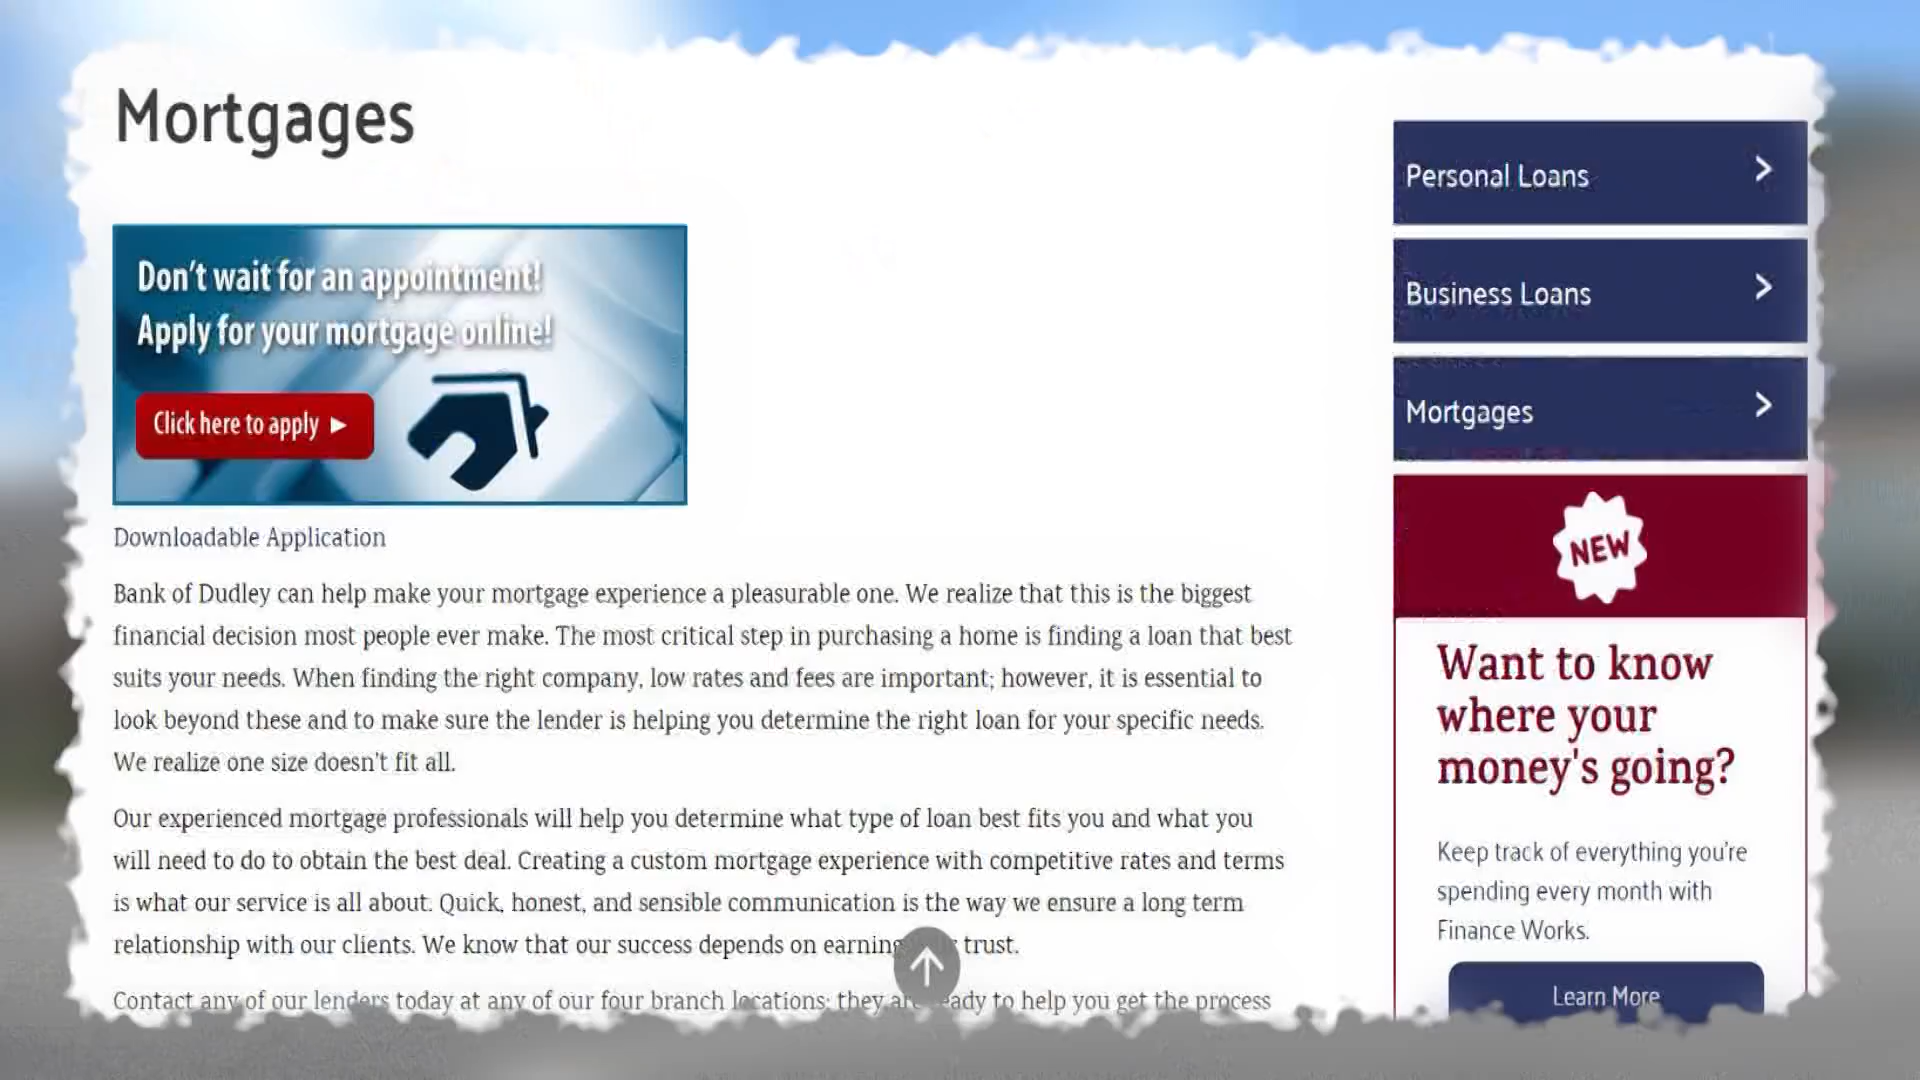 Mortgages
Don't wait for an appointment!
Apply for your mortgage online!
Click here to apply
Downloadable Application
Bank of Dudley can help make your mortgage experience a pleasurable one. We realize that this is the biggest
financial decision most people ever make. The most critical step in purchasing a home is finding a loan that best
suits your needs. When finding the right company, low rates and fees are important; however, it is essential to
look beyond these and to make sure the lender is helping you determine the right loan for your specific needs.
We realize one size doesn't fit all.
Our experienced mortgage professionals will help you determine what type of loan best fits you and what you
will need to do to obtain the best deal. Creating a custom mortgage experience with competitive rates and terms
is what our service is all about. Quick, honest, and sensible communication is the way we ensure a long term
relationship with our clients. We know that our success depends on earning trust.
Contact any of our lenders today at any of our four branch locations; they to help you get the process
Personal Loans
Business Loans
Mortgages
NEW
Want to know
where your
money's going?
Keep track of everything you're
spending every month with
Finance Works.
Learn More